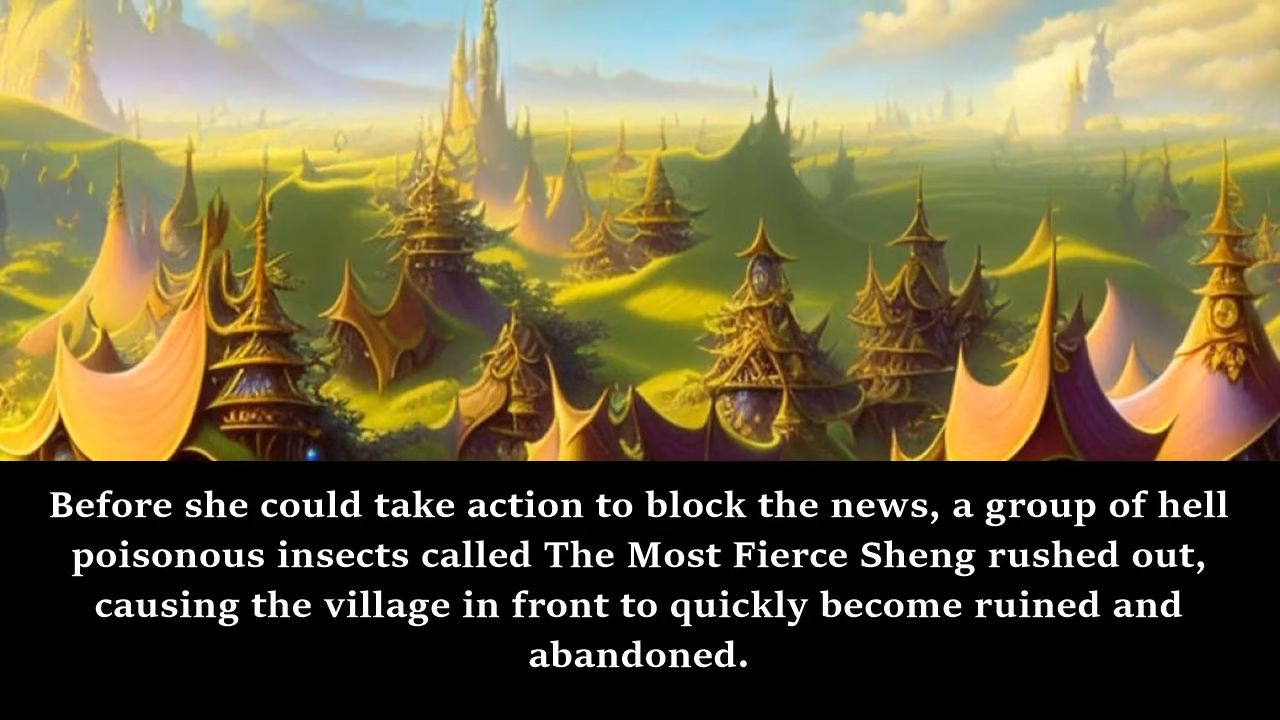 Before she could take action to block the news, a group of hell
poisonous insects called The Most Fierce Sheng rushed out,
causing the village in front to quickly become ruined and
abandoned.